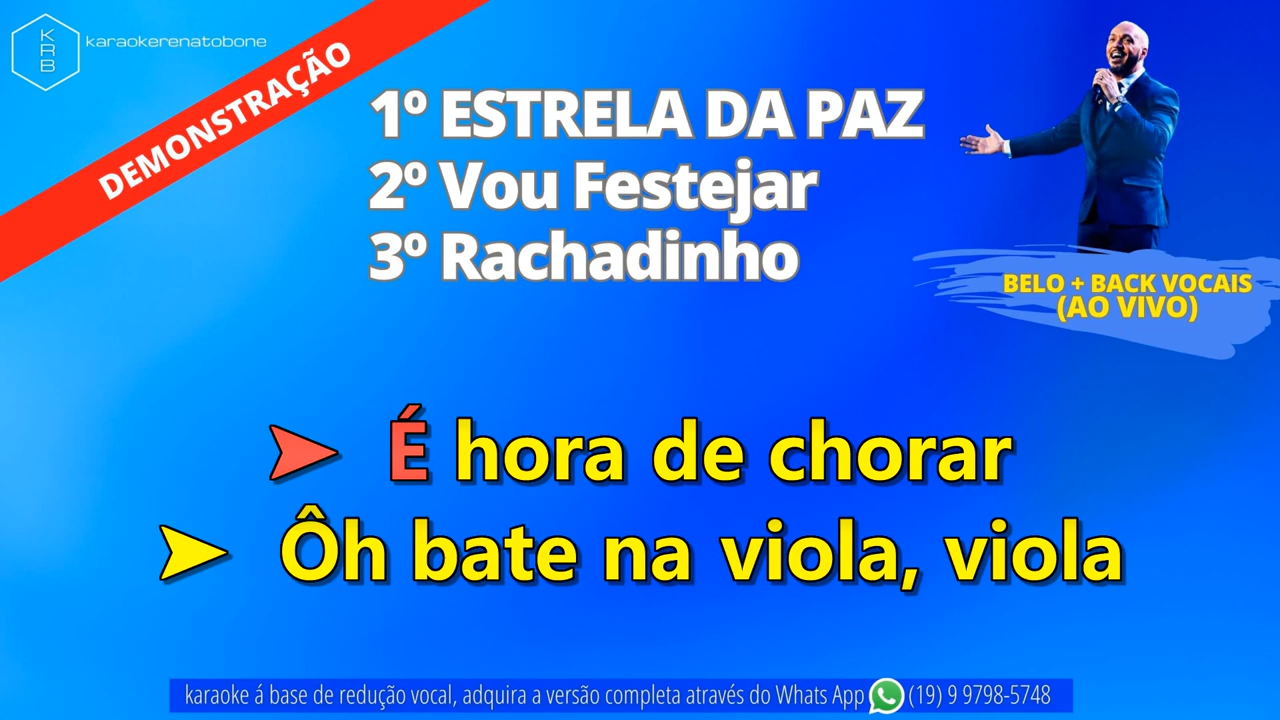 KRB
karaokerenatobone
DEMONSTRAÇÃO
1º ESTRELA DA PAZ
2º Vou Festejar
3º Rachadinho
BELO + BACK VOCAIS
(AO VIVO)
➤ É hora de chorar
➤ Ôh bate na viola, viola
karaoke á base de redução vocal, adquira a versão completa através do Whats App (19) 9 9798-5748